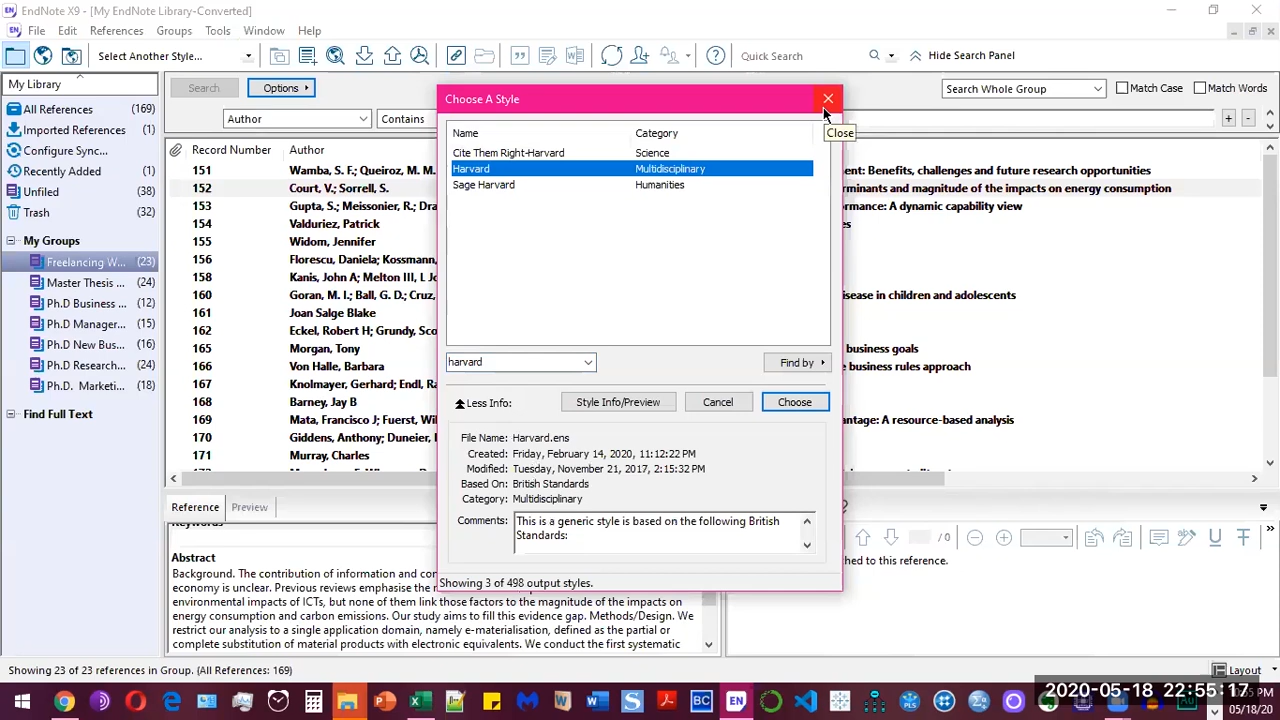 EndNote X9 - [My EndNote Library-Converted]
File Edit References Groups Tools Window Help
Select Another Style... Quick Search Hide Search Panel
My Library
All References (169)
Imported References
Configure Sync...
Recently Added
Unfiled (38)
Trash (32)
My Groups
Freelancing W... (23)
Master Thesis ... (24)
Ph.D Business ... (12)
Ph.D Manager... (15)
Ph.D New Bus... (14)
Ph.D Research... (24)
Ph.D. Marketi... (18)
Find Full Text
Search Options Search Whole Group Match Case Match Words
Author Contains + -
Record Number Author
151 Wamba, S. F.; Queiroz, M. M. ment: Benefits, challenges and future research opportunities
152 Court, V.; Sorrell, S. rminants and magnitude of the impacts on energy consumption
153 Gupta, S.; Meissonier, R.; Dra ormance: A dynamic capability view
154 Valduriez, Patrick es
155 Widom, Jennifer
156 Florescu, Daniela; Kossmann,
158 Kanis, John A; Melton III, L Jo
160 Goran, M. I.; Ball, G. D.; Cruz, isease in children and adolescents
161 Joan Salge Blake
162 Eckel, Robert H; Grundy, Sco
165 Morgan, Tony business goals
166 Von Halle, Barbara e business rules approach
167 Knolmayer, Gerhard; Endl, Ra
168 Barney, Jay B
169 Mata, Francisco J; Fuerst, Wil antage: A resource-based analysis
170 Giddens, Anthony; Duneier, M
171 Murray, Charles
Choose A Style
Close
Name Category
Cite Them Right-Harvard Science
Harvard Multidisciplinary
Sage Harvard Humanities
harvard Find by
Less Info: Style Info/Preview Cancel Choose
File Name: Harvard.ens
Created: Friday, February 14, 2020, 11:12:22 PM
Modified: Tuesday, November 21, 2017, 2:15:32 PM
Based On: British Standards
Category: Multidisciplinary
Comments: This is a generic style is based on the following British
Standards:
Showing 3 of 498 output styles.
Reference Preview
Keywords
Abstract
Background. The contribution of information and con
economy is unclear. Previous reviews emphasise the
environmental impacts of ICTs, but none of them link those factors to the magnitude of the impacts on
energy consumption and carbon emissions. Our study aims to fill this evidence gap. Methods/Design. We
restrict our analysis to a single application domain, namely e-materialisation, defined as the partial or
complete substitution of material products with electronic equivalents. We conduct the first systematic
/ 0
ched to this reference.
Showing 23 of 23 references in Group. (All References: 169) Layout
2020-05-18 22:55:17
05/18/20